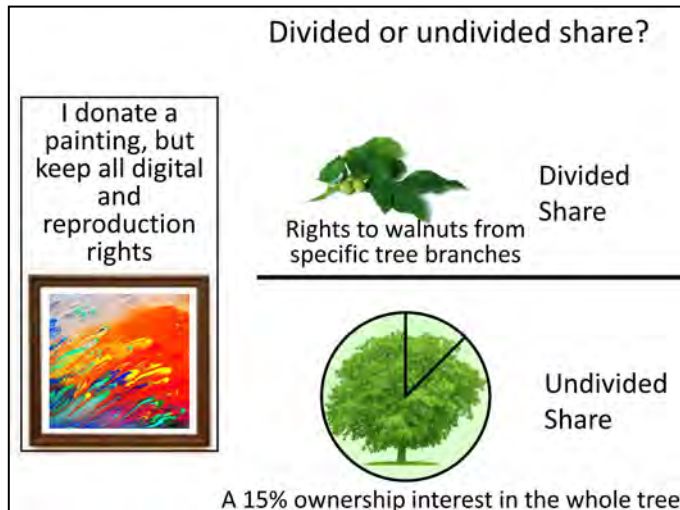 Divided or undivided share?
I donate a
painting, but
keep all digital
and
reproduction
rights
Rights to walnuts from
specific tree branches
Divided
Share
Undivided
Share
A 15% ownership interest in the whole tree